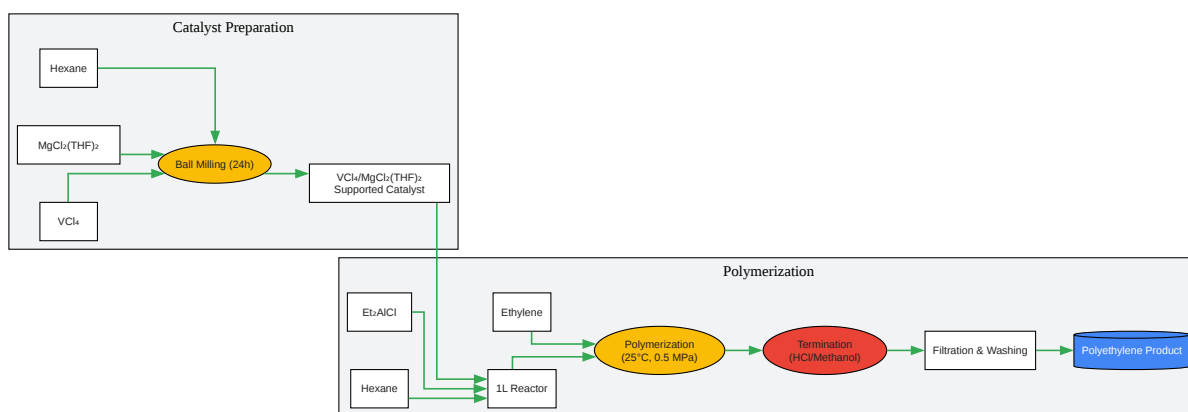 Catalyst Preparation
Hexane
MgCl₂(THF)₂
Ball Milling (24h)
VCl₄/MgCl₂(THF)₂
Supported Catalyst
VCl₄
Polymerization
Et₂AlCl
Ethylene
Polymerization
(25°C, 0.5 MPa)
Termination
(HCl/Methanol)
Filtration & Washing
Polyethylene Product
Hexane
1L Reactor